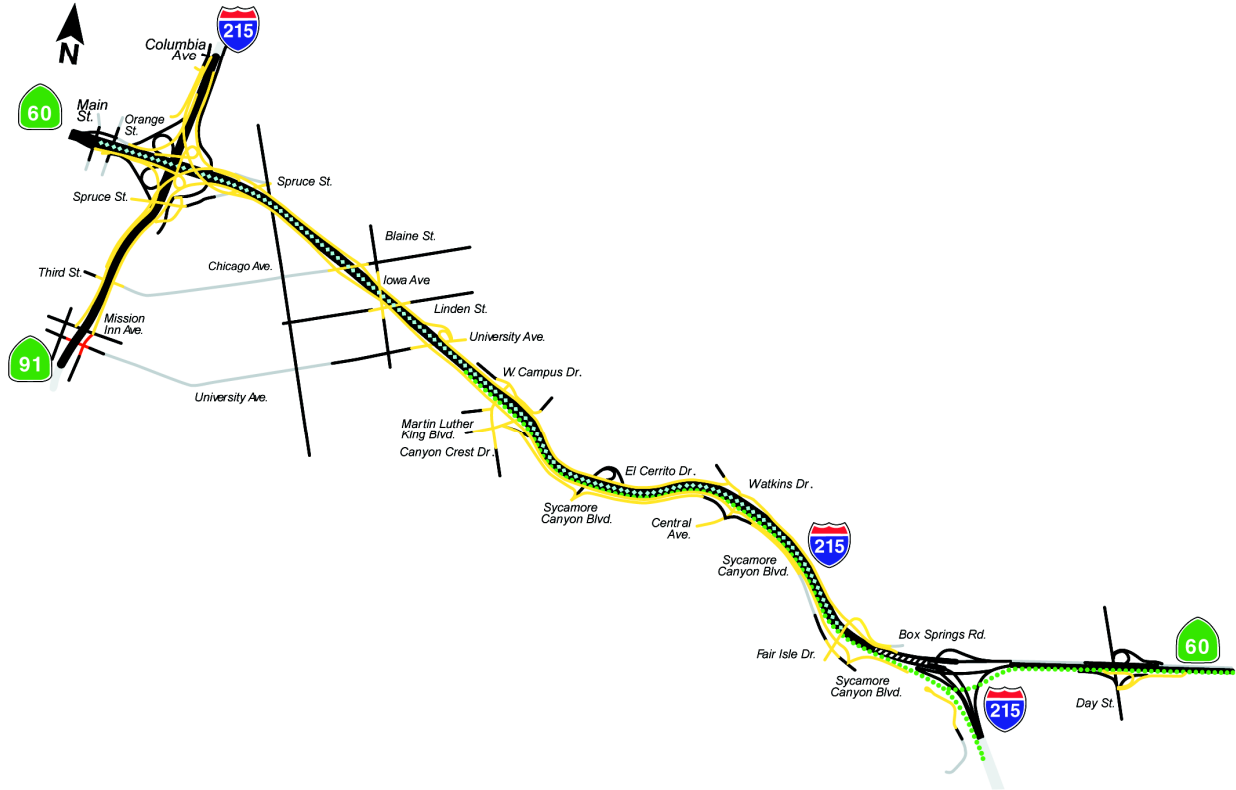 N
Columbia
Ave
215
60
Main
St.
Orange
St.
Spruce St.
Spruce St.
Blaine St.
Chicago Ave.
Third St.
Iowa Ave.
Linden St.
Mission
Inn Ave.
University Ave.
91
University Ave.
W. Campus Dr.
Martin Luther
King Blvd.
Canyon Crest Dr.
El Cerrito Dr.
Watkins Dr.
Sycamore
Canyon Blvd.
Central
Ave.
215
Sycamore
Canyon Blvd.
Box Springs Rd.
60
Fair Isle Dr.
Sycamore
Canyon Blvd.
215
Day St.